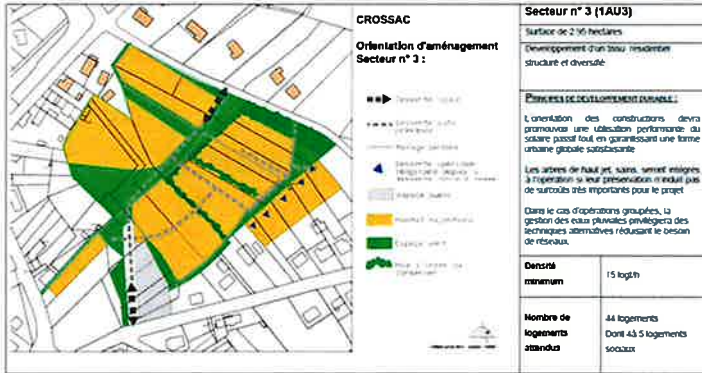 CROSSAC
Orientation d'aménagement
Secteur n° 3 :
Espace vert
Secteur n° 3 (1AU3)
Surface de 2 95 hectares
Développement d'un tissu résidentiel
structuré et diversifié
PRINCIPES DE DEVELOPPEMENT DURABLE :
L'orientation des constructions devra
promouvoir une utilisation performante du
solaire passif tout en garantissant une forme
urbaine globale satisfaisante
Les arbres de haut jet, sains, seront intégrés
à l'opération si leur préservation n'induit pas
de surcoûts très importants pour le projet
Dans le cas d'opérations groupées, la
gestion des eaux pluviales privilégiera des
techniques alternatives réduisant le besoin
de réseaux.
Densité
minimum
15 logt/h
Nombre de
logements
attendus
44 logements
Dont 4à 5 logements
sociaux